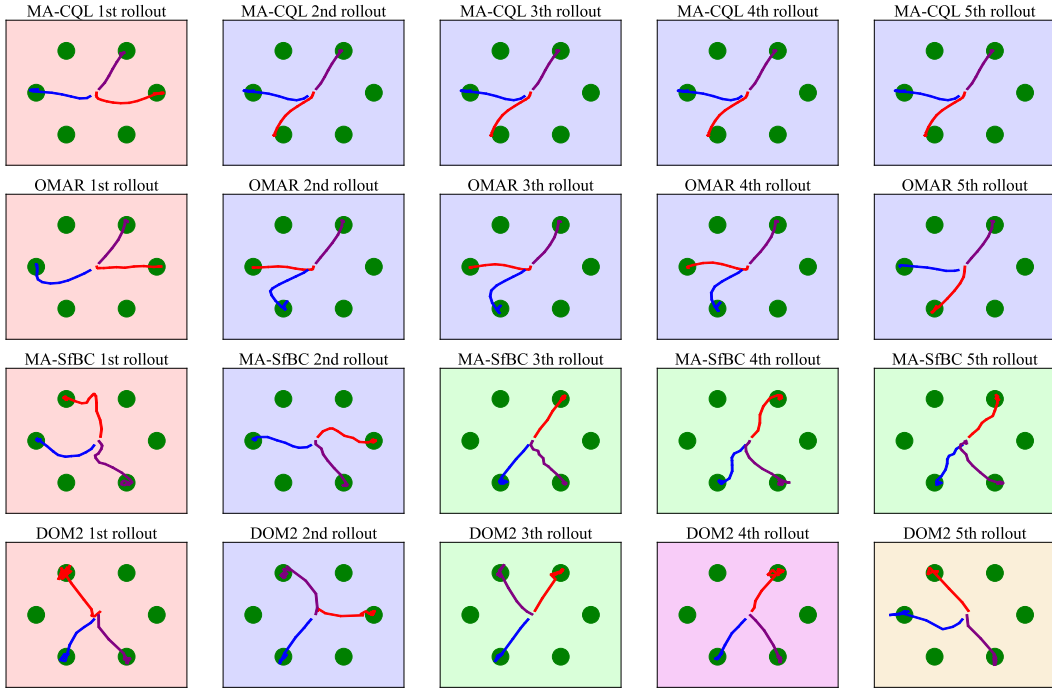 MA-CQL 1st rollout
MA-CQL 2nd rollout
MA-CQL 3th rollout
MA-CQL 4th rollout
MA-CQL 5th rollout
OMAR 1st rollout
OMAR 2nd rollout
OMAR 3th rollout
OMAR 4th rollout
OMAR 5th rollout
MA-SfBC 1st rollout
MA-SfBC 2nd rollout
MA-SfBC 3th rollout
MA-SfBC 4th rollout
MA-SfBC 5th rollout
DOM2 1st rollout
DOM2 2nd rollout
DOM2 3th rollout
DOM2 4th rollout
DOM2 5th rollout